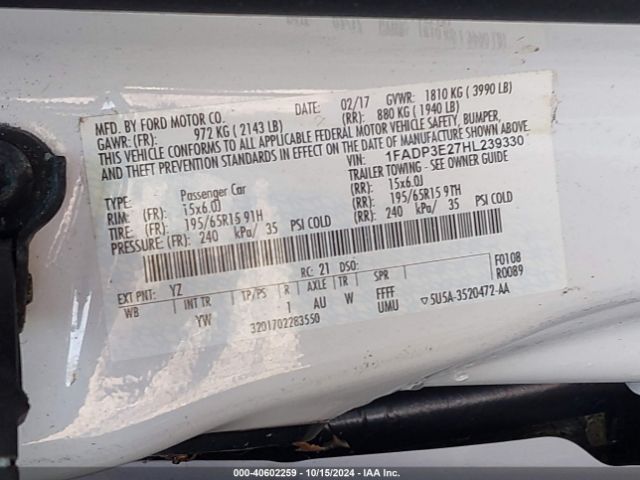 MFD. BY FORD MOTOR CO. DATE: 02/17 GVWR: 1810 KG ( 3990 LB)
GAWR: (FR): 972 KG ( 2143 LB) (RR): 880 KG ( 1940 LB)
THIS VEHICLE CONFORMS TO ALL APPLICABLE FEDERAL MOTOR VEHICLE SAFETY, BUMPER,
AND THEFT PREVENTION STANDARDS IN EFFECT ON THE DATE OF MANUFACTURE SHOWN ABOVE.
VIN: 1FADP3E27HL239330
TYPE: Passenger Car TRAILER TOWING - SEE OWNER GUIDE
RIM: (FR): 15x6.0J (RR): 15x6.0J
TIRE: (FR): 195/65R15 91H (RR): 195/65R15 91H
PRESSURE: (FR): 240 kPa/ 35 PSI COLD (RR): 240 kPa/ 35 PSI COLD
EXT PNT: YZ RC: 21 DSO: F0108
WB INT TR TP/PS R AXLE TR SPR R0089
YW 1 AU W FFFF
3201702283550 UMU ▽5U5A-3520472-AA
000-40602259 - 10/15/2024 - IAA Inc.